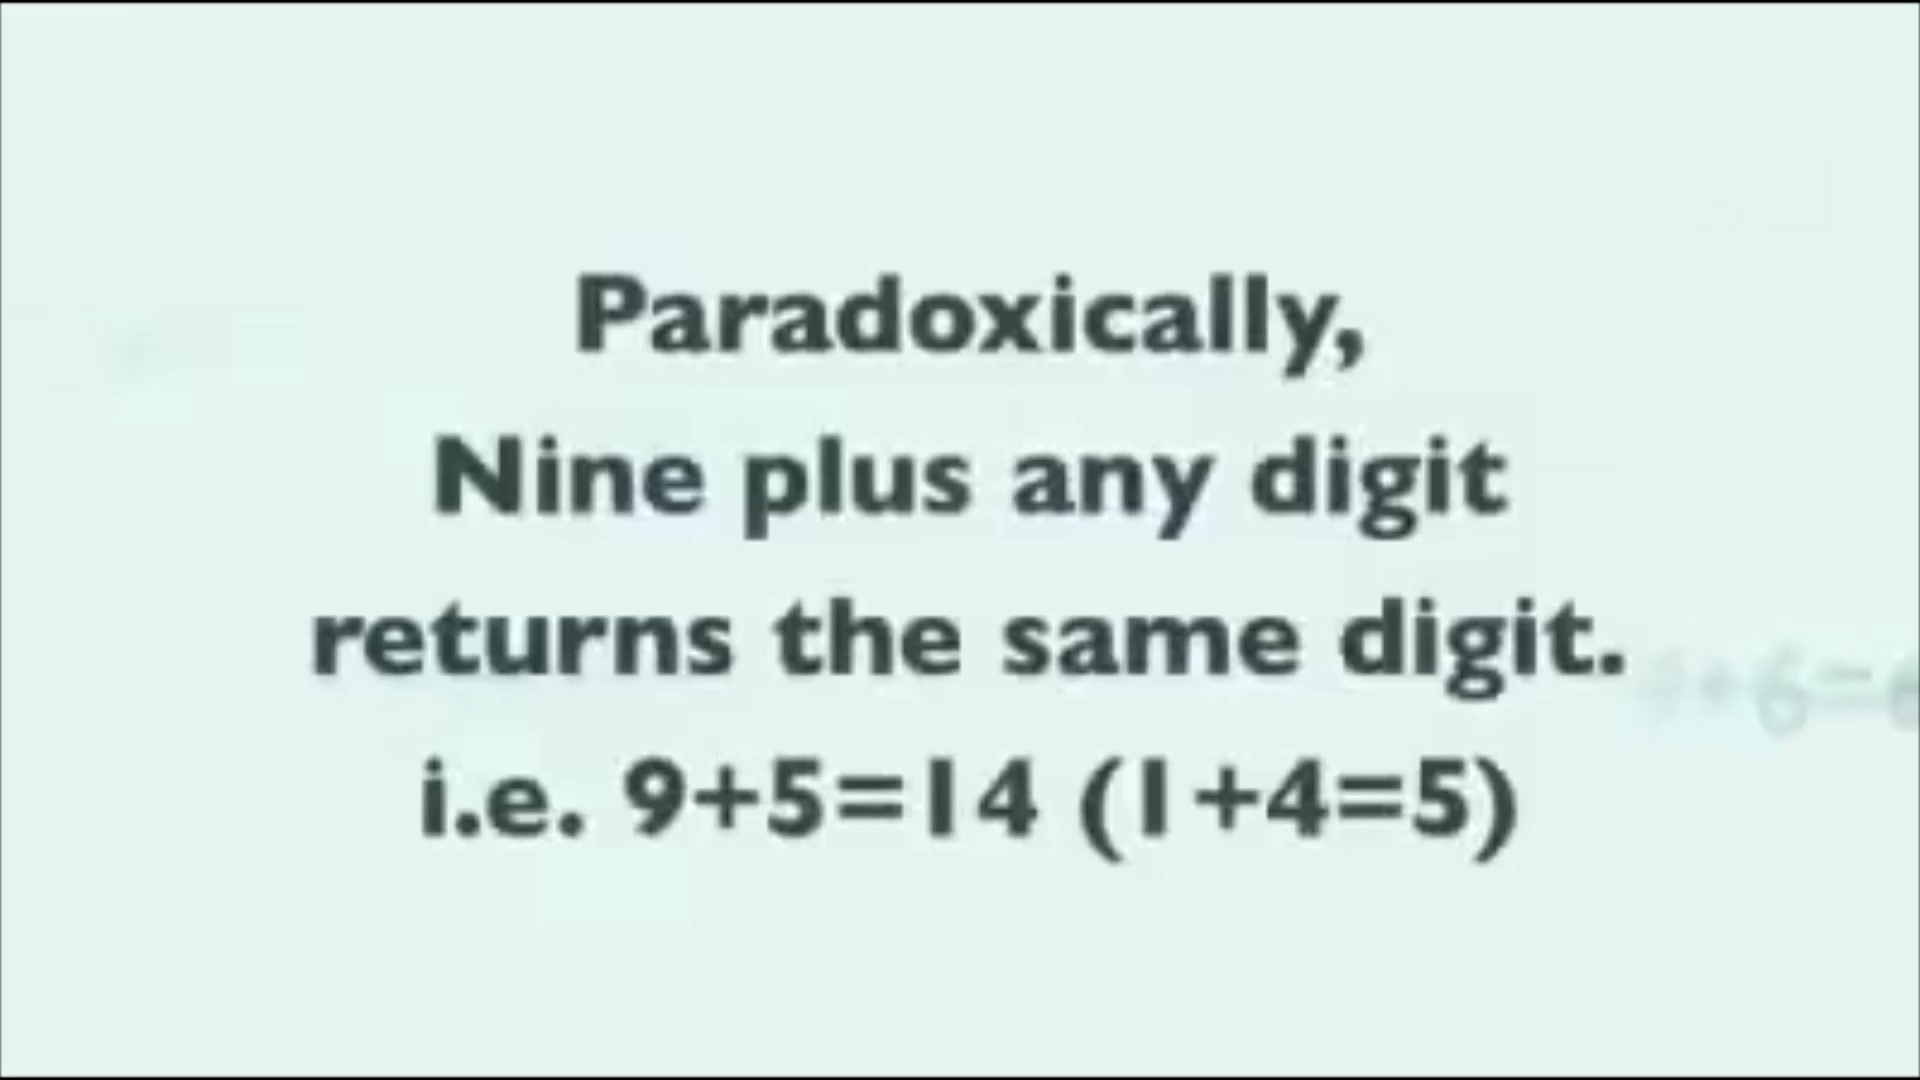 Paradoxically,
Nine plus any digit
returns the same digit.
i.e. 9+5=14 (1+4=5)